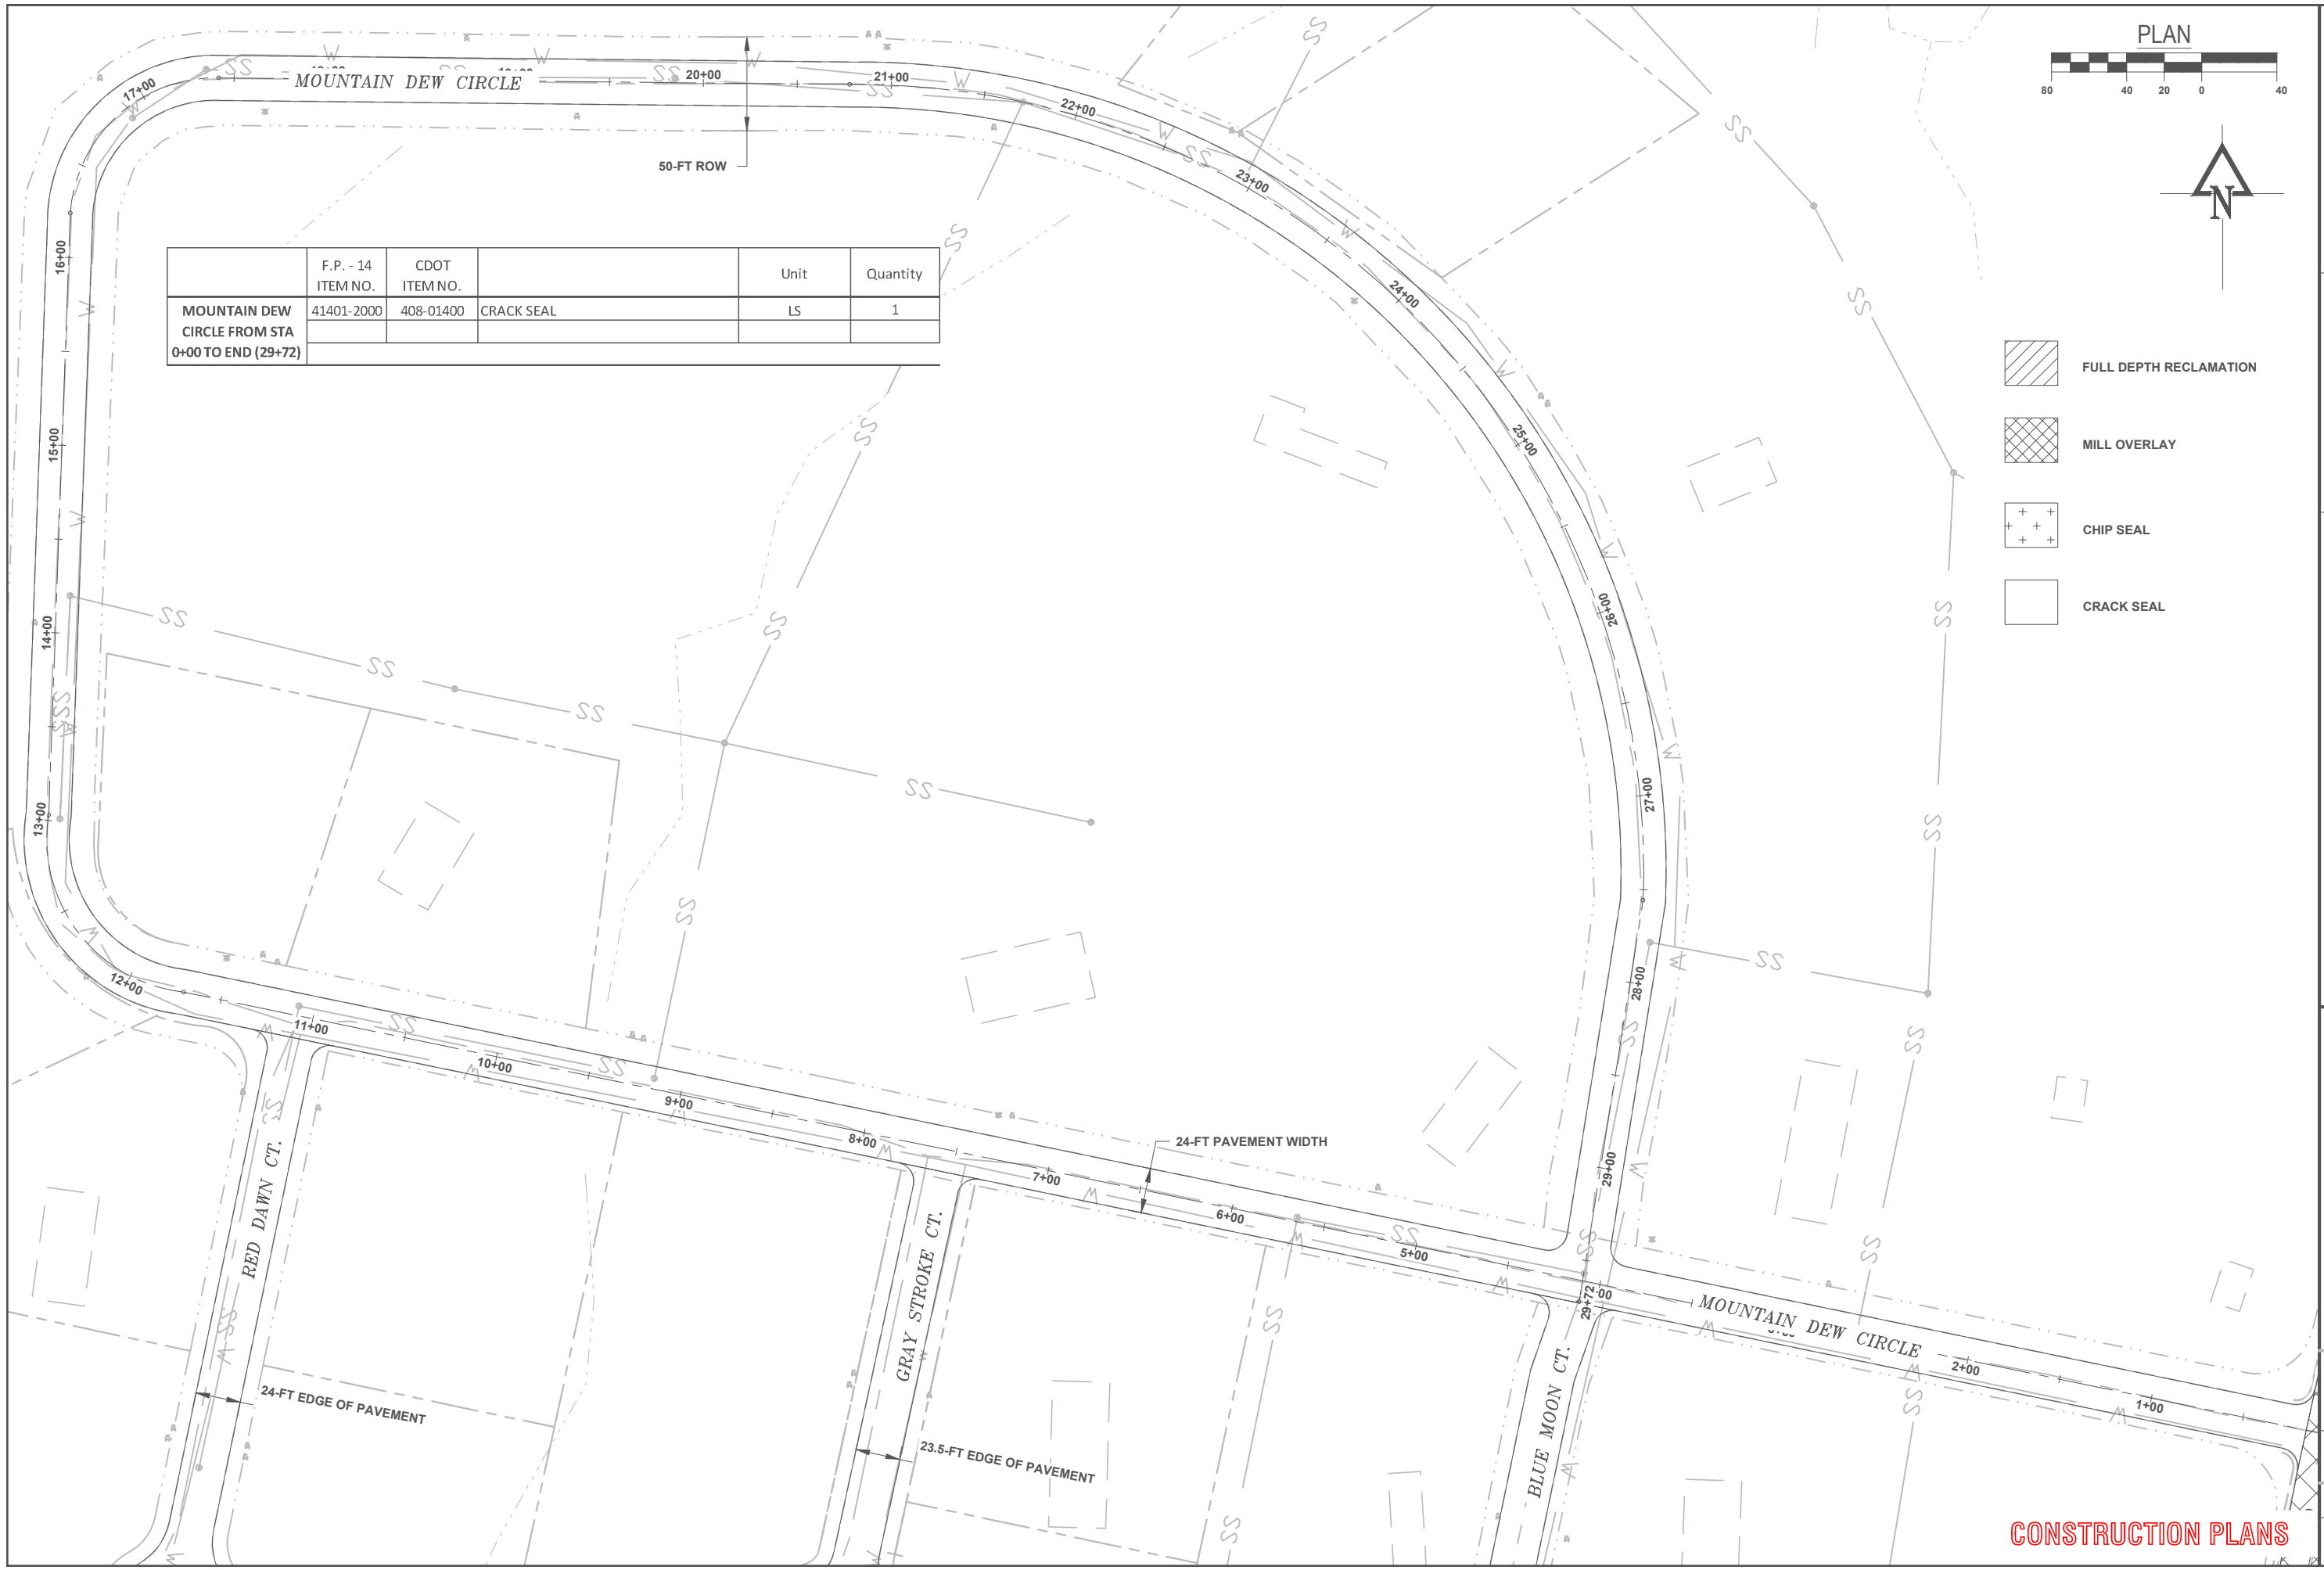 PLAN
80 40 20 0 40
N
MOUNTAIN DEW CIRCLE
17+00
20+00
21+00
22+00
23+00
24+00
25+00
26+00
27+00
28+00
29+00
29+72
50-FT ROW
F.P. - 14 ITEM NO. CDOT ITEM NO. Unit Quantity
MOUNTAIN DEW 41401-2000 408-01400 CRACK SEAL LS 1
CIRCLE FROM STA
0+00 TO END (29+72)
FULL DEPTH RECLAMATION
MILL OVERLAY
CHIP SEAL
CRACK SEAL
16+00
15+00
14+00
13+00
12+00
11+00
10+00
9+00
8+00
7+00
6+00
5+00
2+00
1+00
24-FT PAVEMENT WIDTH
MOUNTAIN DEW CIRCLE
RED DAWN CT.
GRAY STROKE CT.
BLUE MOON CT.
24-FT EDGE OF PAVEMENT
23.5-FT EDGE OF PAVEMENT
SS
W
CONSTRUCTION PLANS